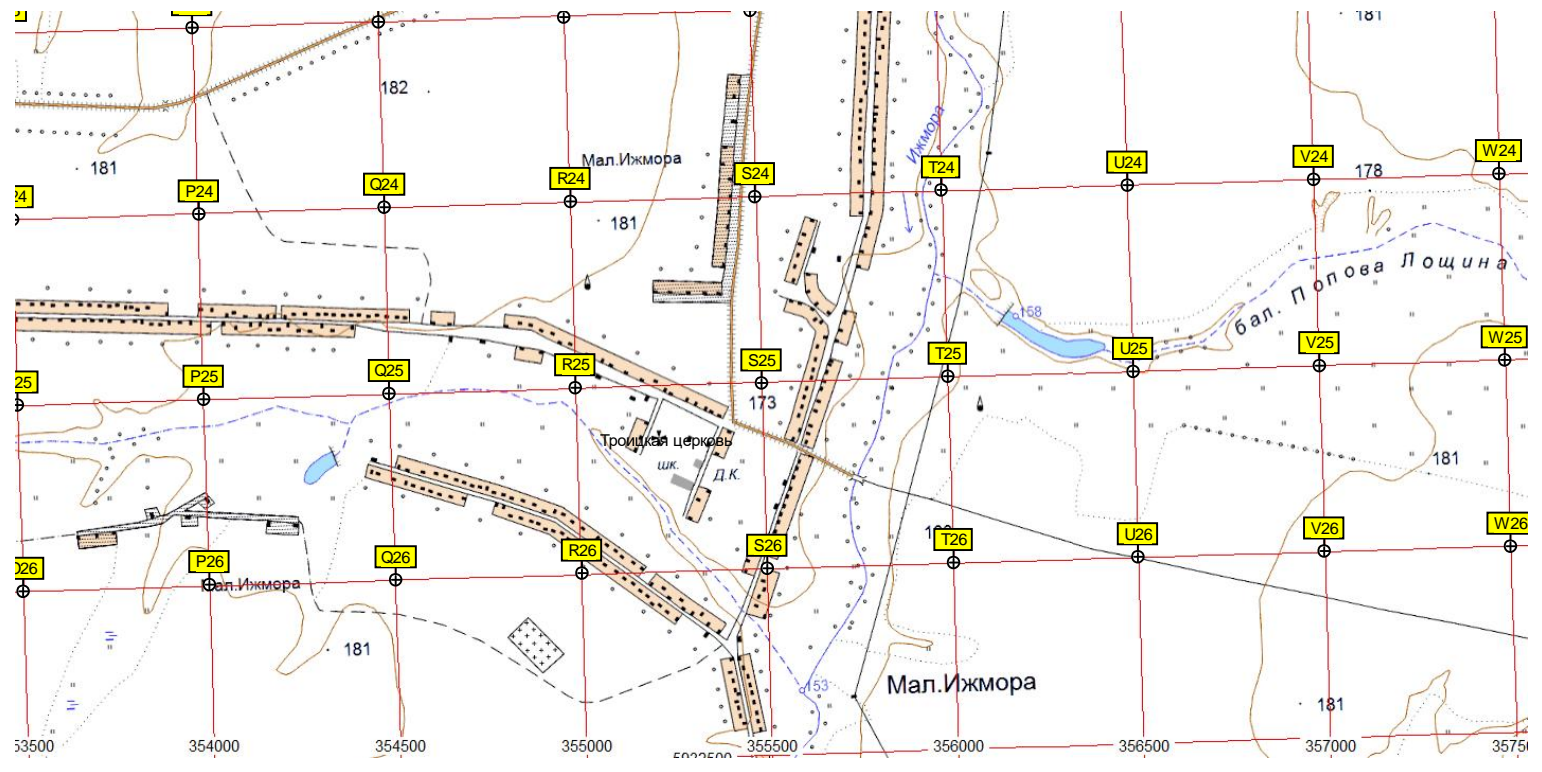 181
182
Ижмора
181
Мал.Ижмора
P24
Q24
R24
S24
T24
U24
V24
W24
178
181
бал. Попова Лощина
158
P25
Q25
R25
S25
T25
U25
V25
W25
173
Троицкая церковь
шк.
Д.К.
181
P26
Q26
R26
S26
T26
U26
V26
W26
Мал.Ижмора
181
153
Мал.Ижмора
181
354000
354500
355000
355500
356000
356500
357000